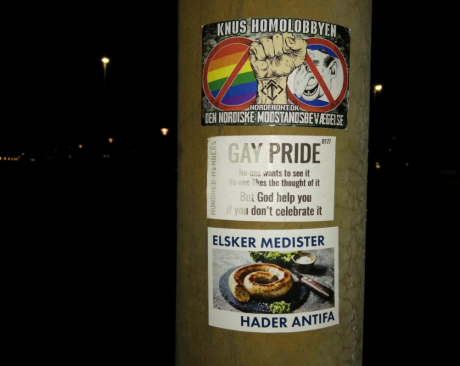 KNUS HOMOLOBBYEN
NORDFRONT.DK
DEN NORDISKE MODSTANDSBEVÆGELSE
GAY PRIDE
No-one wants to see it
No-one likes the thought of it
But God help you
if you don't celebrate it
ELSKER MEDISTER
HADER ANTIFA